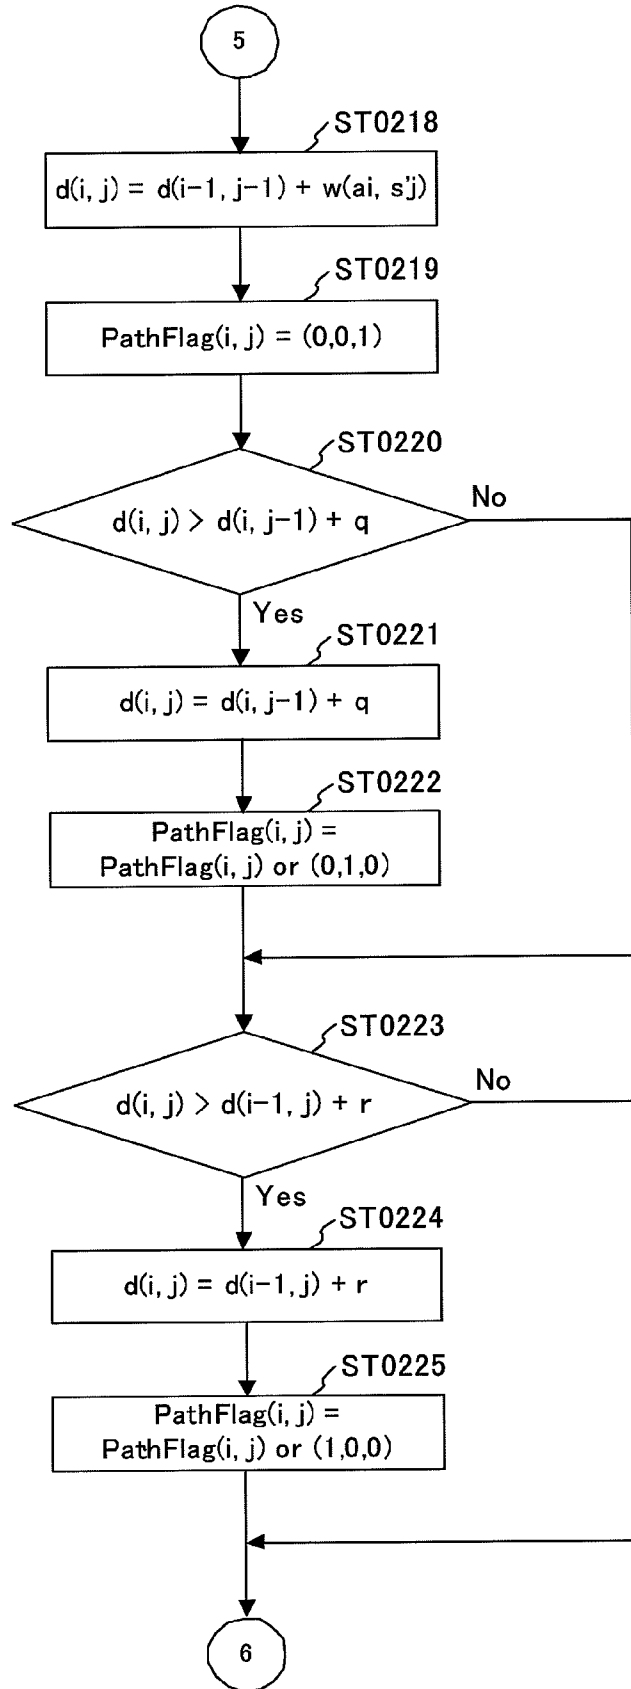 5
ST0218
d(i, j) = d(i-1, j-1) + w(ai, s'j)
ST0219
PathFlag(i, j) = (0,0,1)
ST0220
d(i, j) > d(i, j-1) + q
No
Yes
ST0221
d(i, j) = d(i, j-1) + q
ST0222
PathFlag(i, j) =
PathFlag(i, j) or (0,1,0)
ST0223
d(i, j) > d(i-1, j) + r
No
Yes
ST0224
d(i, j) = d(i-1, j) + r
ST0225
PathFlag(i, j) =
PathFlag(i, j) or (1,0,0)
6